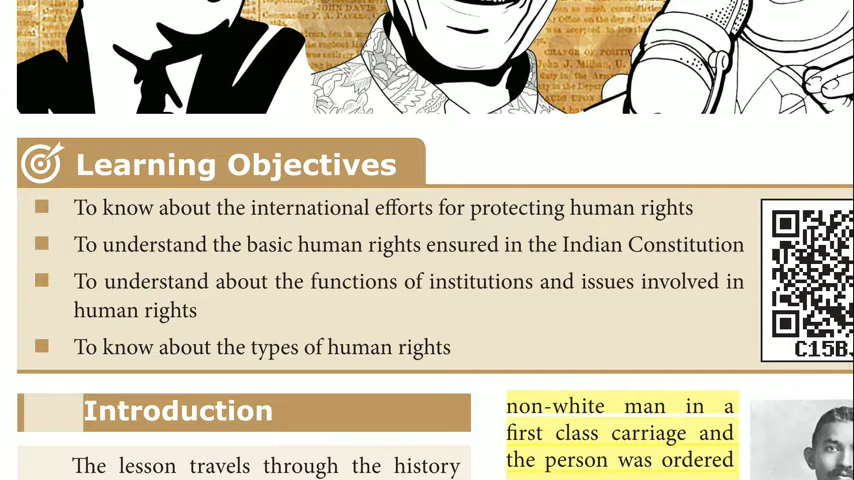 Learning Objectives
To know about the international efforts for protecting human rights
To understand the basic human rights ensured in the Indian Constitution
To understand about the functions of institutions and issues involved in
human rights
To know about the types of human rights
Introduction
The lesson travels through the history
non-white man in a
first class carriage and
the person was ordered